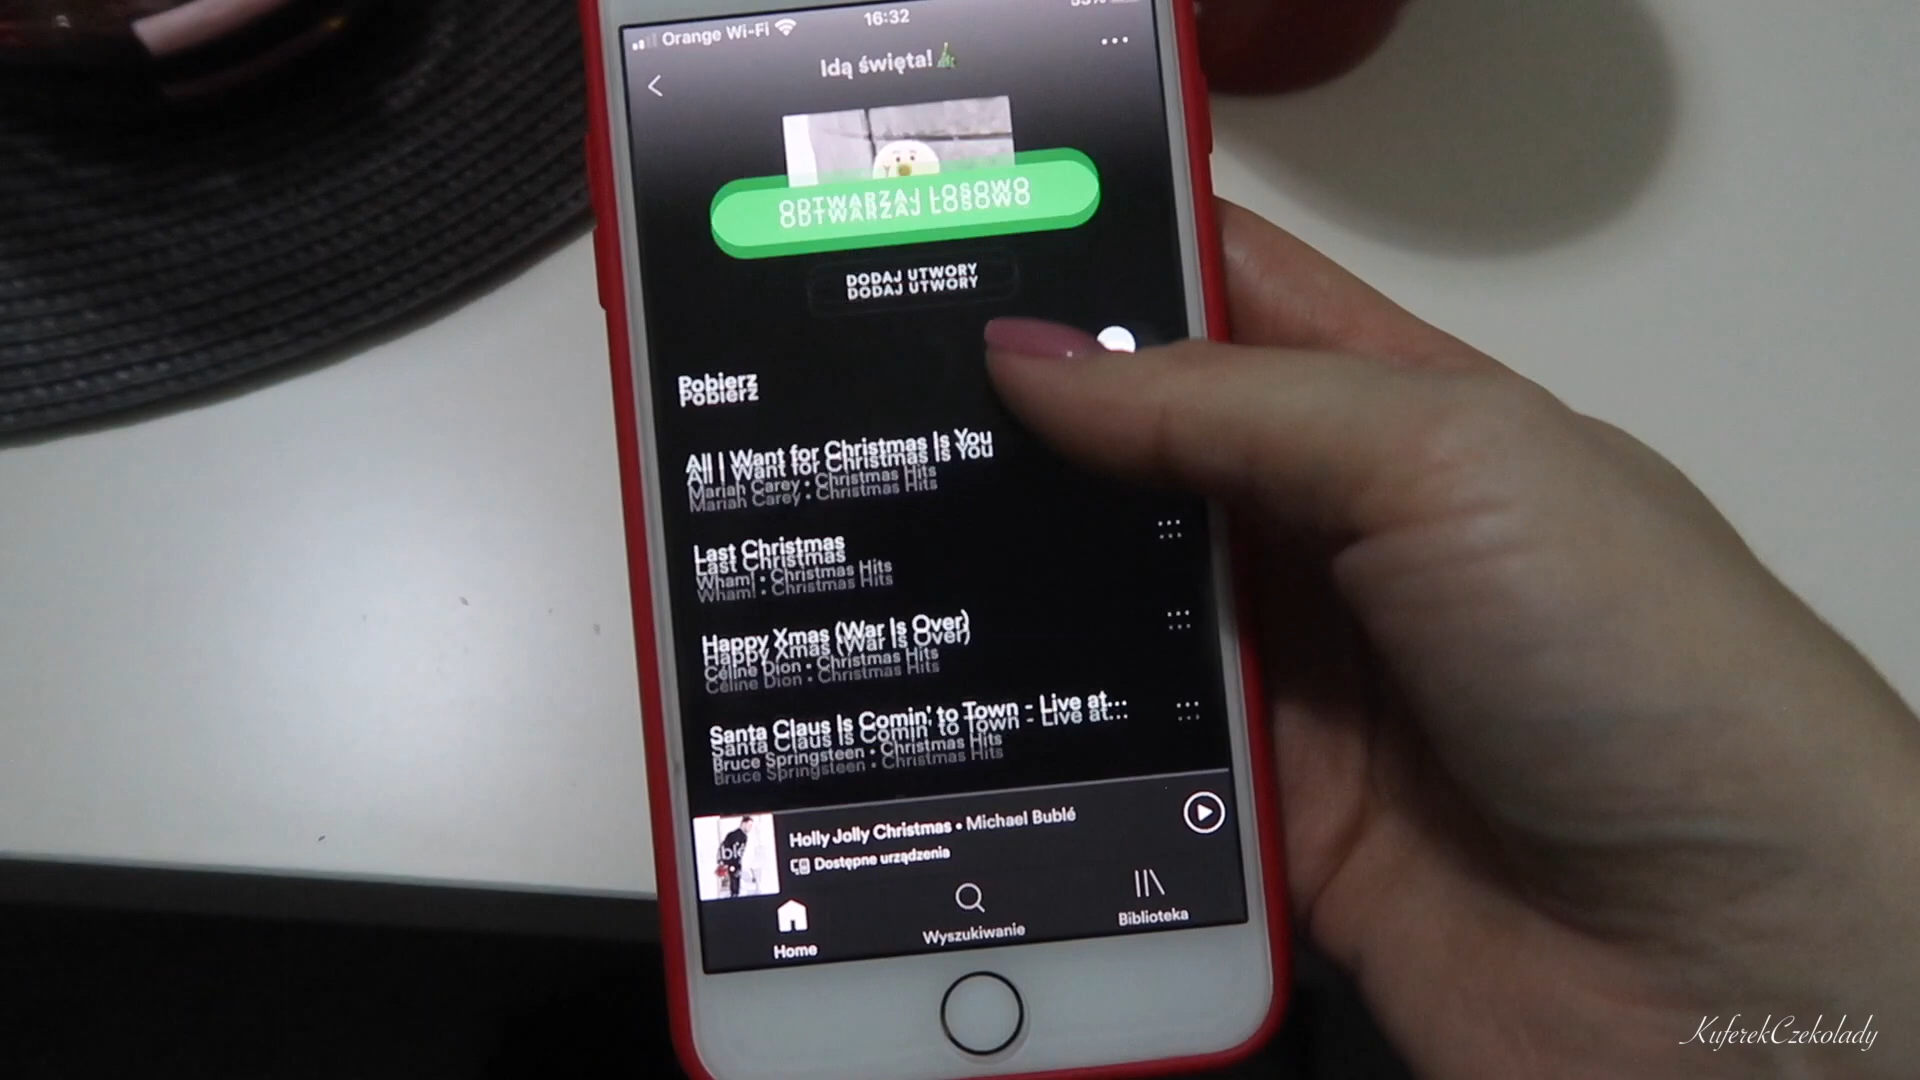 Orange Wi-Fi 16:32
Idą święta!
ODTWARZAJ LOSOWO
DODAJ UTWORY
Pobierz
All I Want for Christmas Is You
Mariah Carey • Christmas Hits
Last Christmas
Wham! • Christmas Hits
Happy Xmas (War Is Over)
Céline Dion • Christmas Hits
Santa Claus Is Comin' to Town - Live at...
Bruce Springsteen • Christmas Hits
Holly Jolly Christmas • Michael Bublé
Dostępne urządzenia
Home
Wyszukiwanie
Biblioteka
KuferekCzekolady